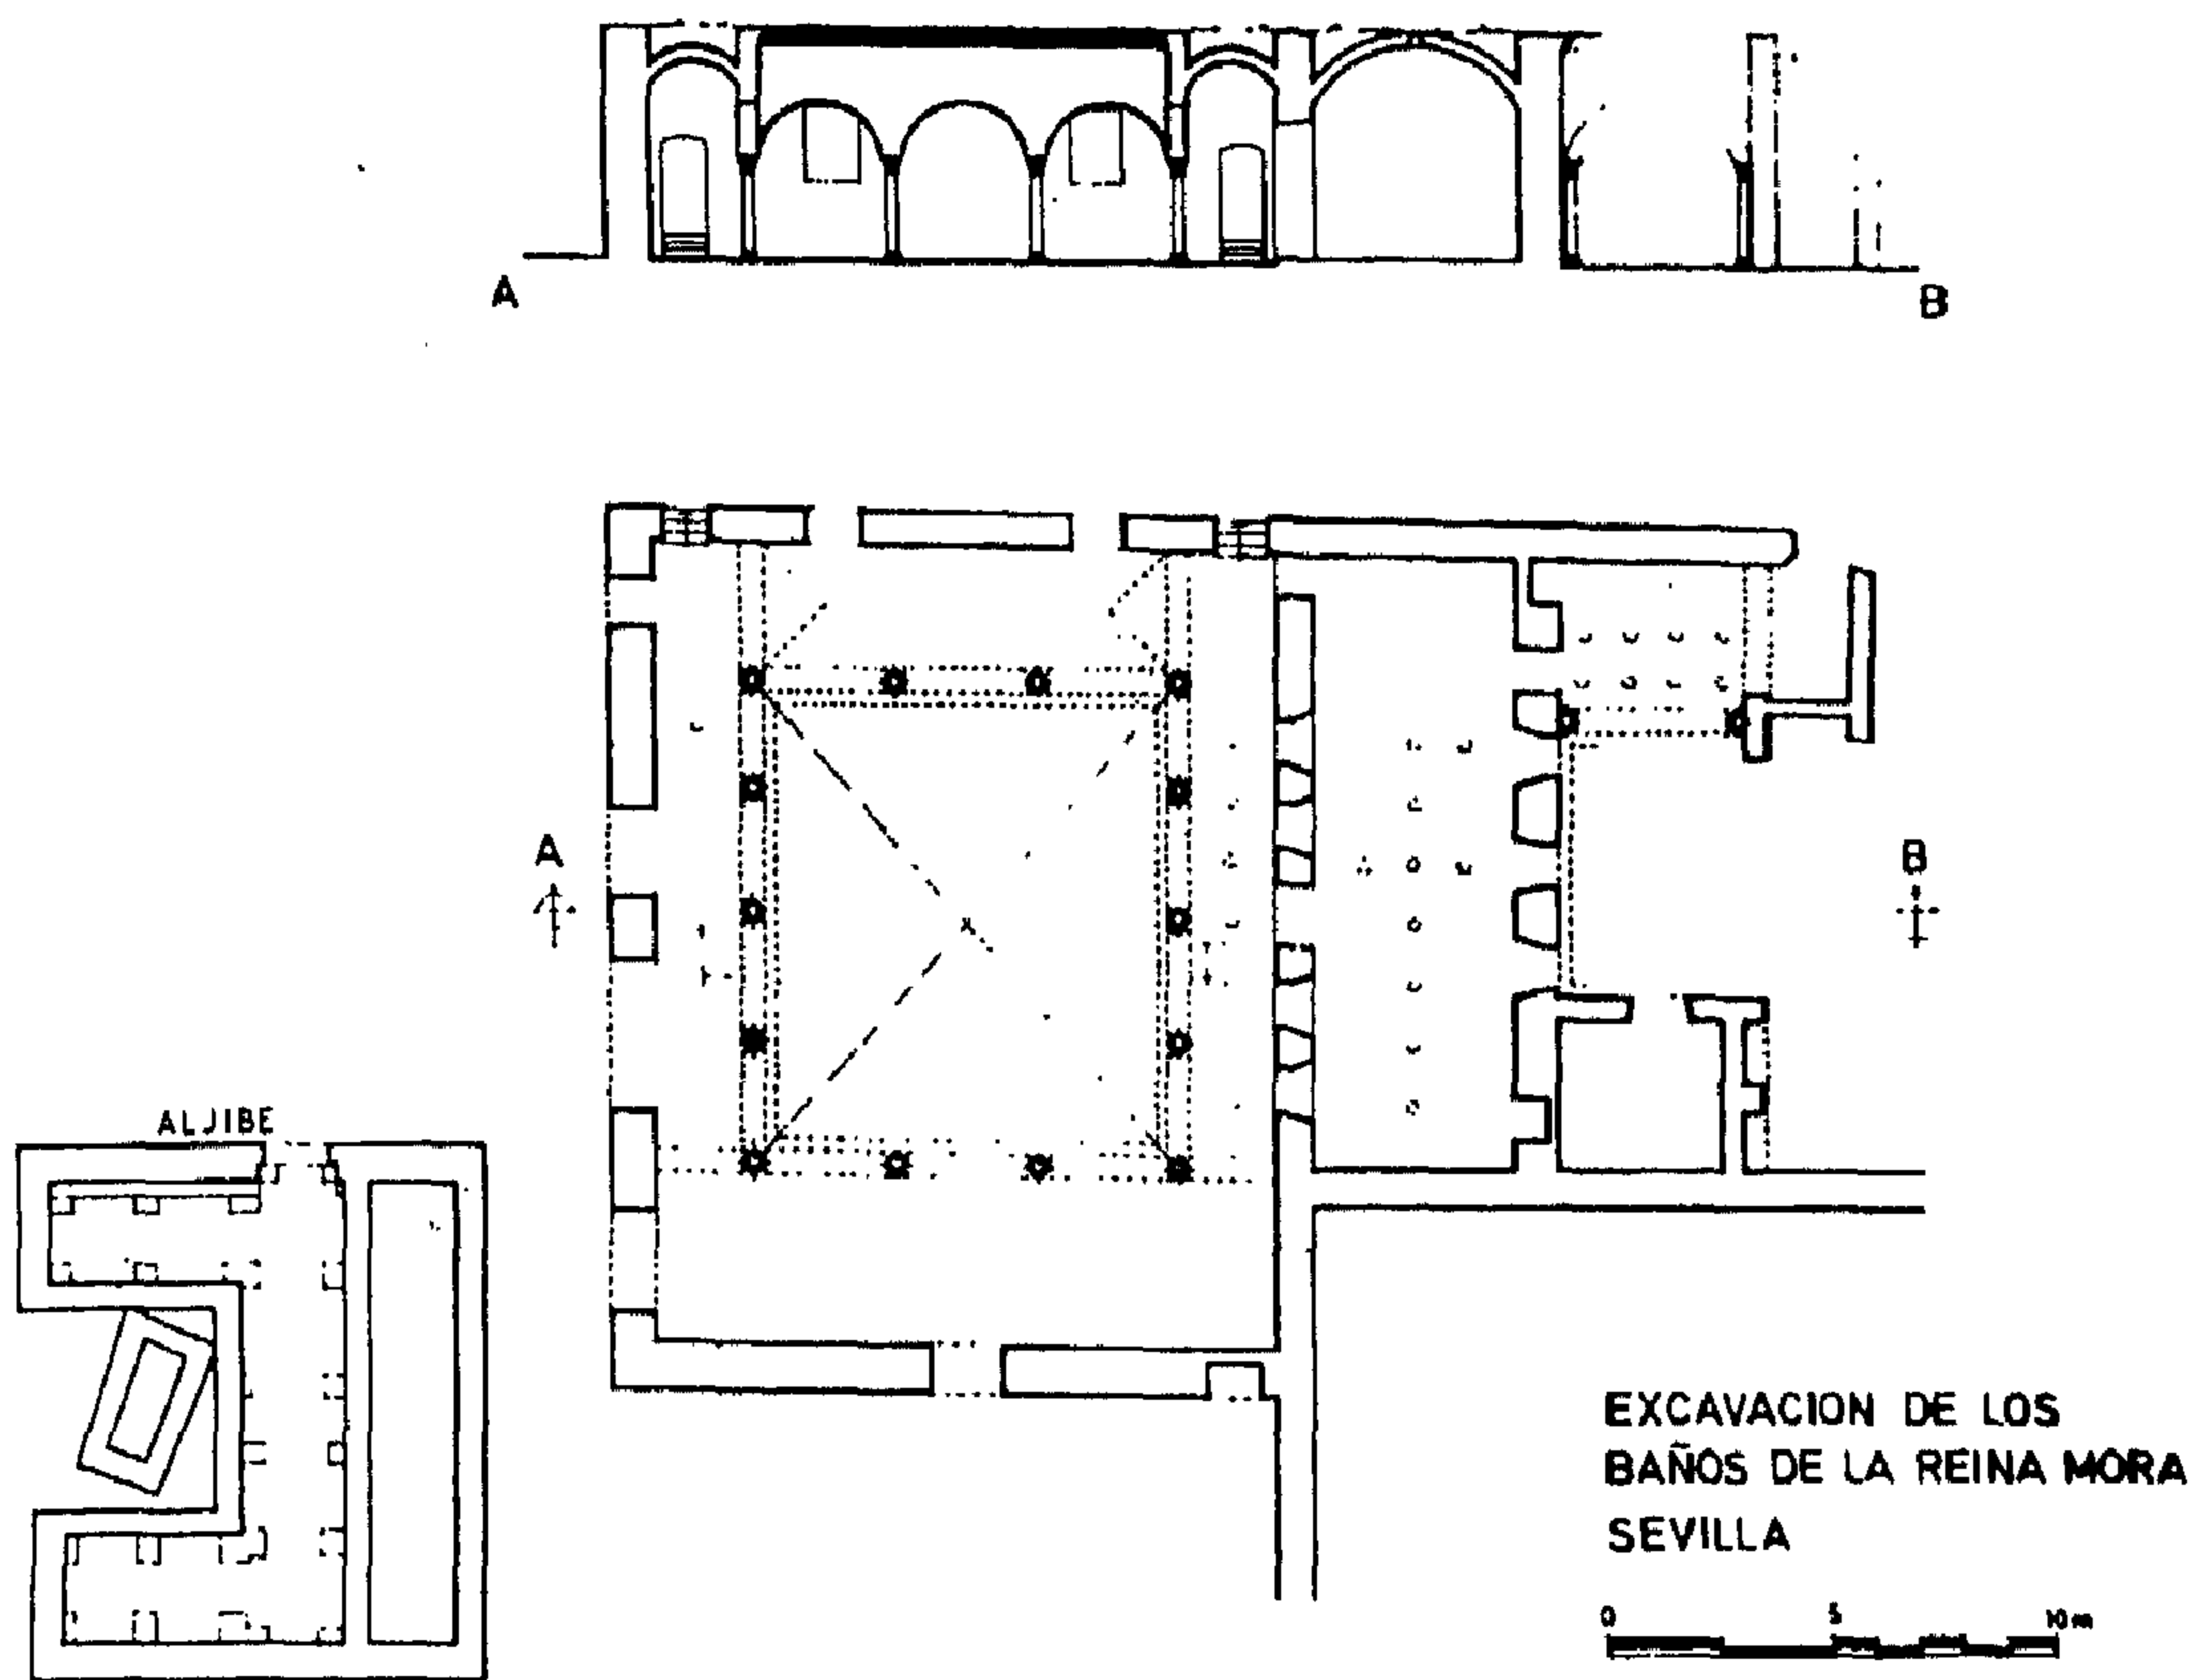 A
B
A
B
ALJIBE
EXCAVACION DE LOS
BAÑOS DE LA REINA MORA
SEVILLA
0 5 10 m